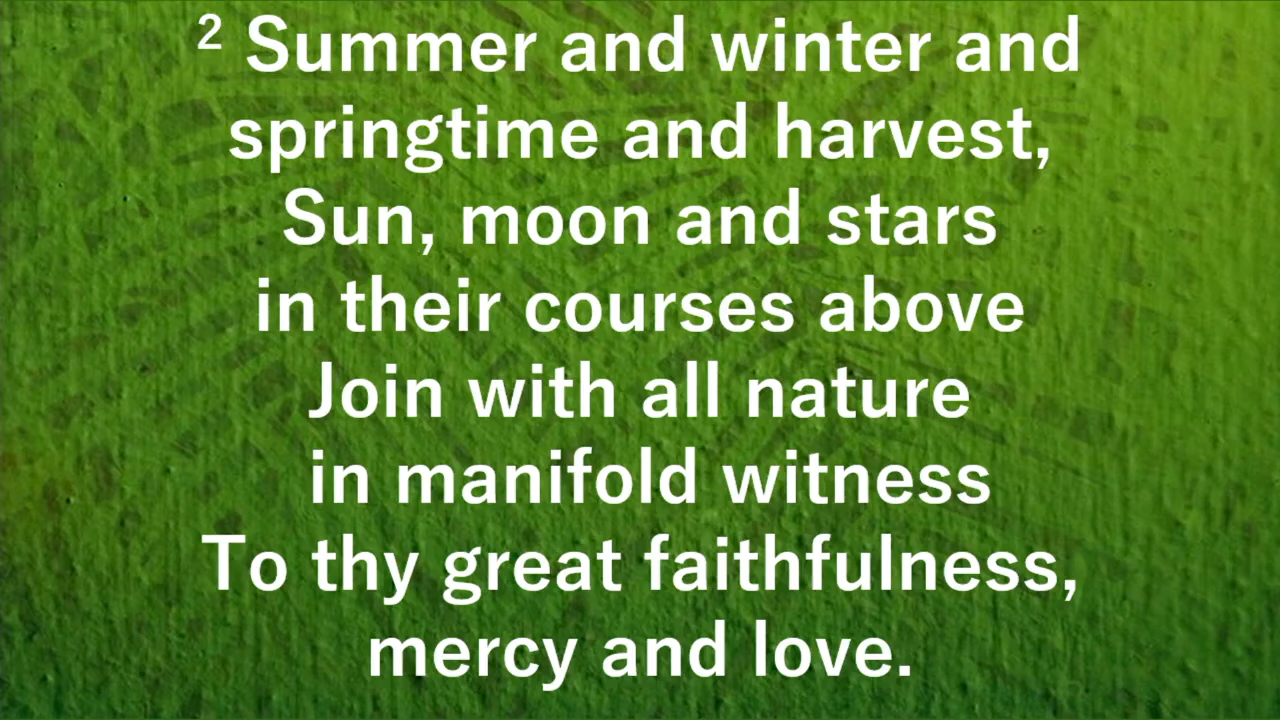 ² Summer and winter and
springtime and harvest,
Sun, moon and stars
in their courses above
Join with all nature
in manifold witness
To thy great faithfulness,
mercy and love.